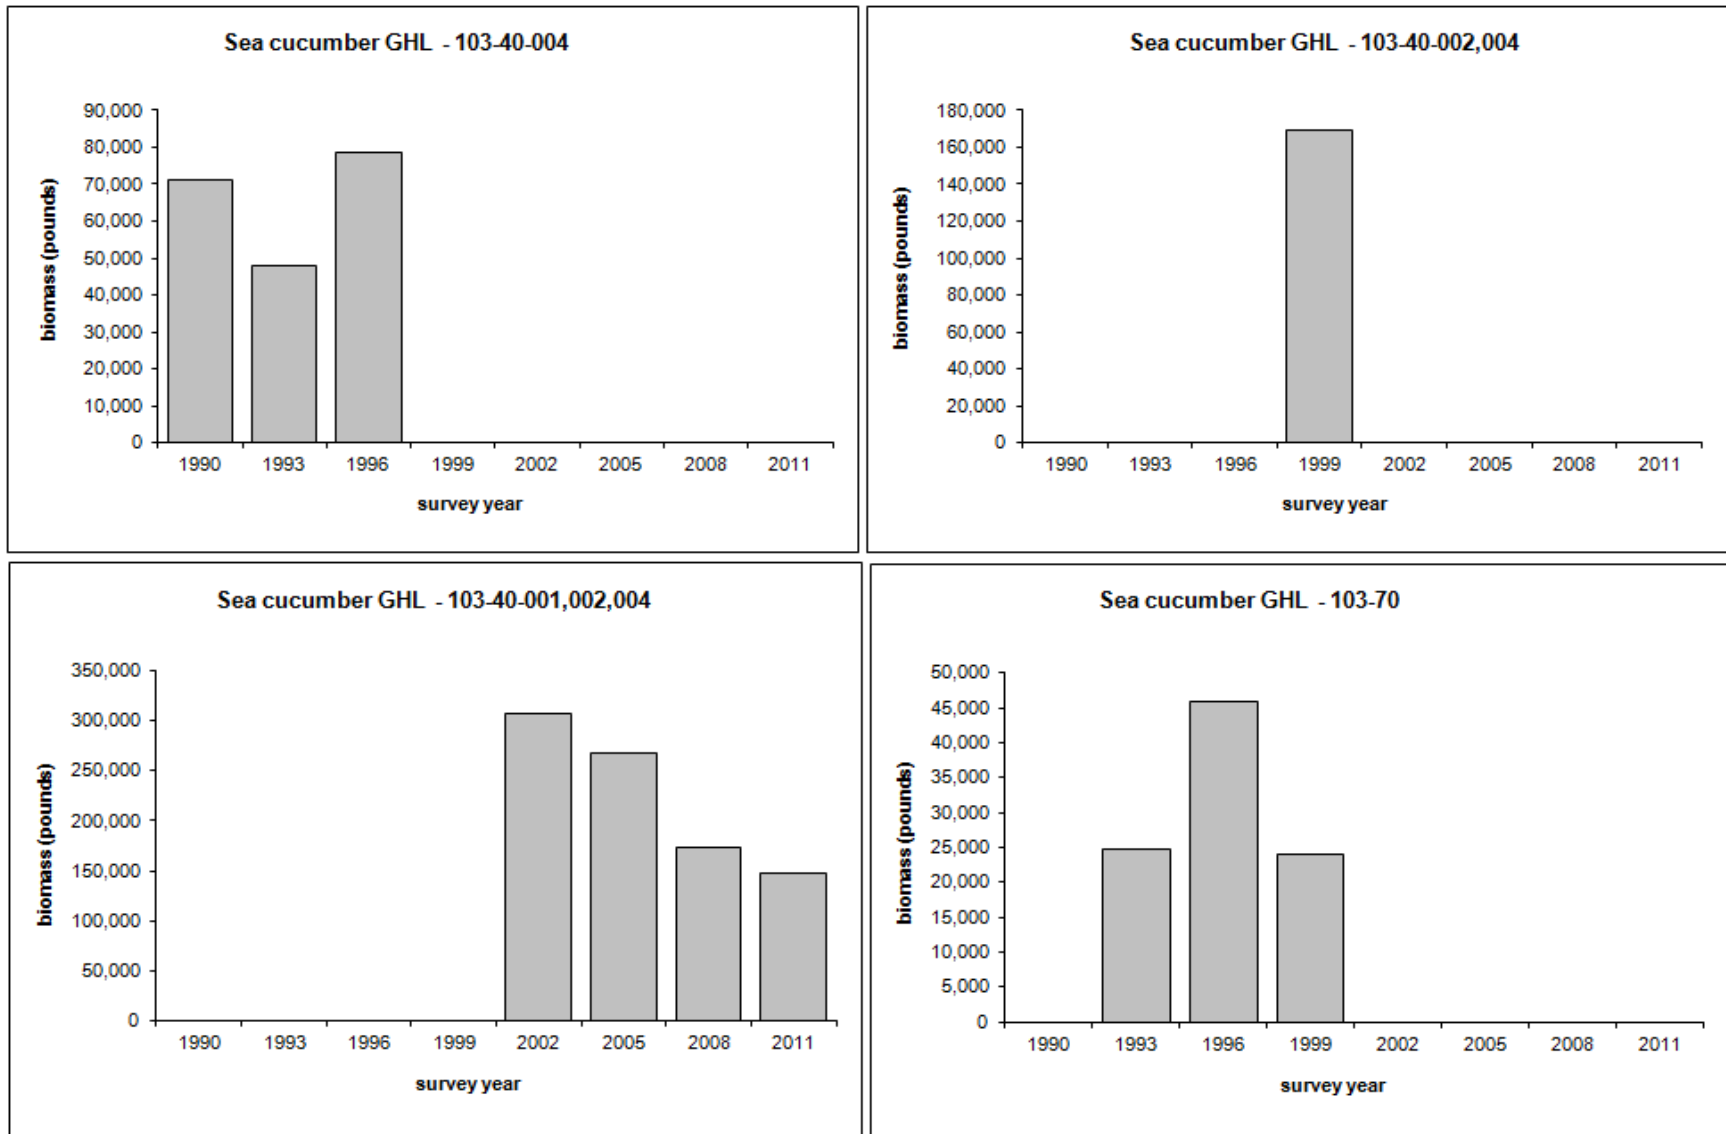 Sea cucumber GHL - 103-40-004
90,000
80,000
70,000
60,000
50,000
40,000
30,000
20,000
10,000
0
biomass (pounds)
1990 1993 1996 1999 2002 2005 2008 2011
survey year
Sea cucumber GHL - 103-40-002,004
180,000
160,000
140,000
120,000
100,000
80,000
60,000
40,000
20,000
0
biomass (pounds)
1990 1993 1996 1999 2002 2005 2008 2011
survey year
Sea cucumber GHL - 103-40-001,002,004
350,000
300,000
250,000
200,000
150,000
100,000
50,000
0
biomass (pounds)
1990 1993 1996 1999 2002 2005 2008 2011
survey year
Sea cucumber GHL - 103-70
50,000
45,000
40,000
35,000
30,000
25,000
20,000
15,000
10,000
5,000
0
biomass (pounds)
1990 1993 1996 1999 2002 2005 2008 2011
survey year